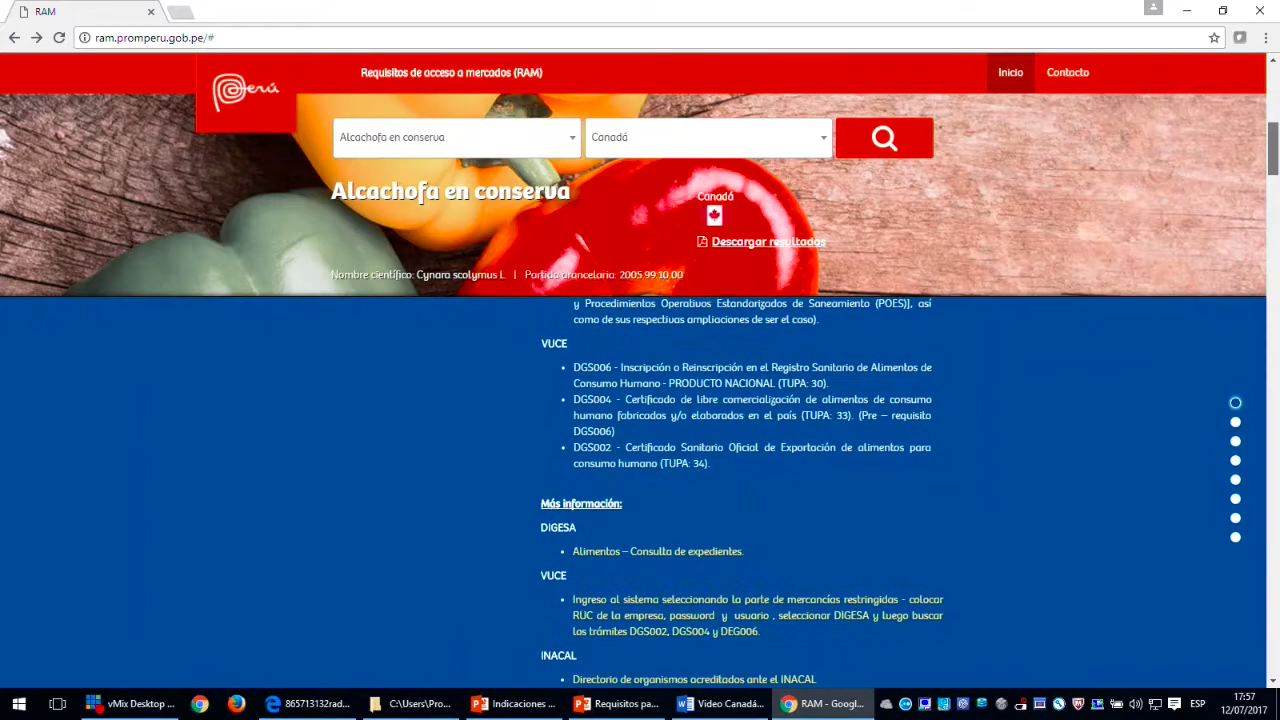 RAM
ram.promperu.gob.pe/#
Perú
Requisitos de acceso a mercados (RAM)
Inicio
Contacto
Alcachofa en conserva
Canadá
Alcachofa en conserva
Canadá
Descargar resultados
Nombre científico: Cynara scolymus L. | Partida arancelaria: 2005.99.10.00
y Procedimientos Operativos Estandarizados de Saneamiento (POES)], así
como de sus respectivas ampliaciones de ser el caso).
VUCE
• DGS006 - Inscripción o Reinscripción en el Registro Sanitario de Alimentos de
Consumo Humano - PRODUCTO NACIONAL (TUPA: 30).
• DGS004 - Certificado de libre comercialización de alimentos de consumo
humano fabricados y/o elaborados en el país (TUPA: 33). (Pre – requisito
DGS006)
• DGS002 - Certificado Sanitario Oficial de Exportación de alimentos para
consumo humano (TUPA: 34).
Más información:
DIGESA
• Alimentos – Consulta de expedientes.
VUCE
• Ingreso al sistema seleccionando la parte de mercancías restringidas - colocar
RUC de la empresa, password y usuario , seleccionar DIGESA y luego buscar
los trámites DGS002, DGS004 y DEG006.
INACAL
• Directorio de organismos acreditados ante el INACAL
vMix Desktop ...
865713132rad...
C:\Users\Pro...
Indicaciones ...
Requisitos pa...
Video Canadá...
RAM - Googl...
ESP
17:57
12/07/2017